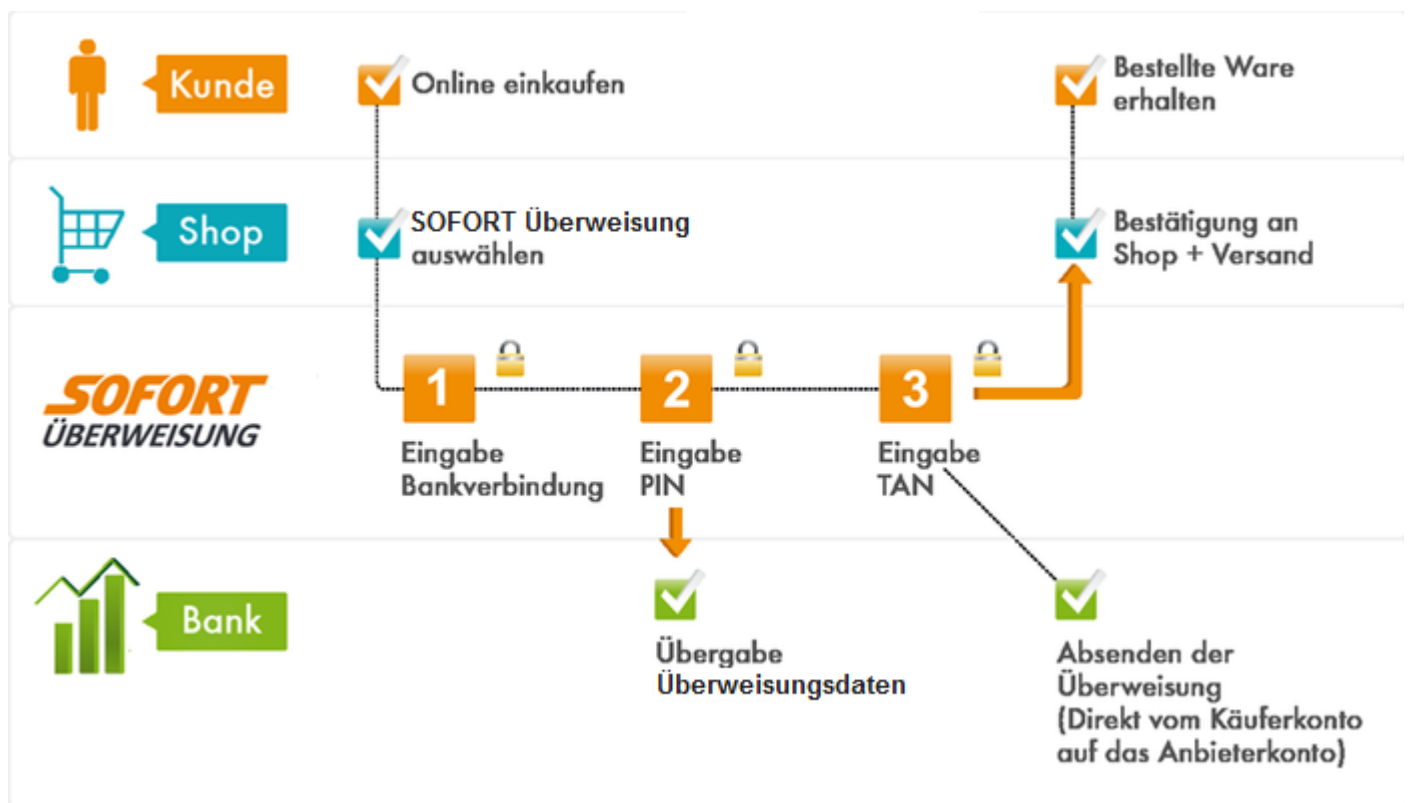 Kunde
Online einkaufen
Bestellte Ware
erhalten
Shop
SOFORT Überweisung
auswählen
Bestätigung an
Shop + Versand
SOFORT
ÜBERWEISUNG
1
2
3
Eingabe
Bankverbindung
Eingabe
PIN
Eingabe
TAN
Bank
Übergabe
Überweisungsdaten
Absenden der
Überweisung
(Direkt vom Käuferkonto
auf das Anbieterkonto)